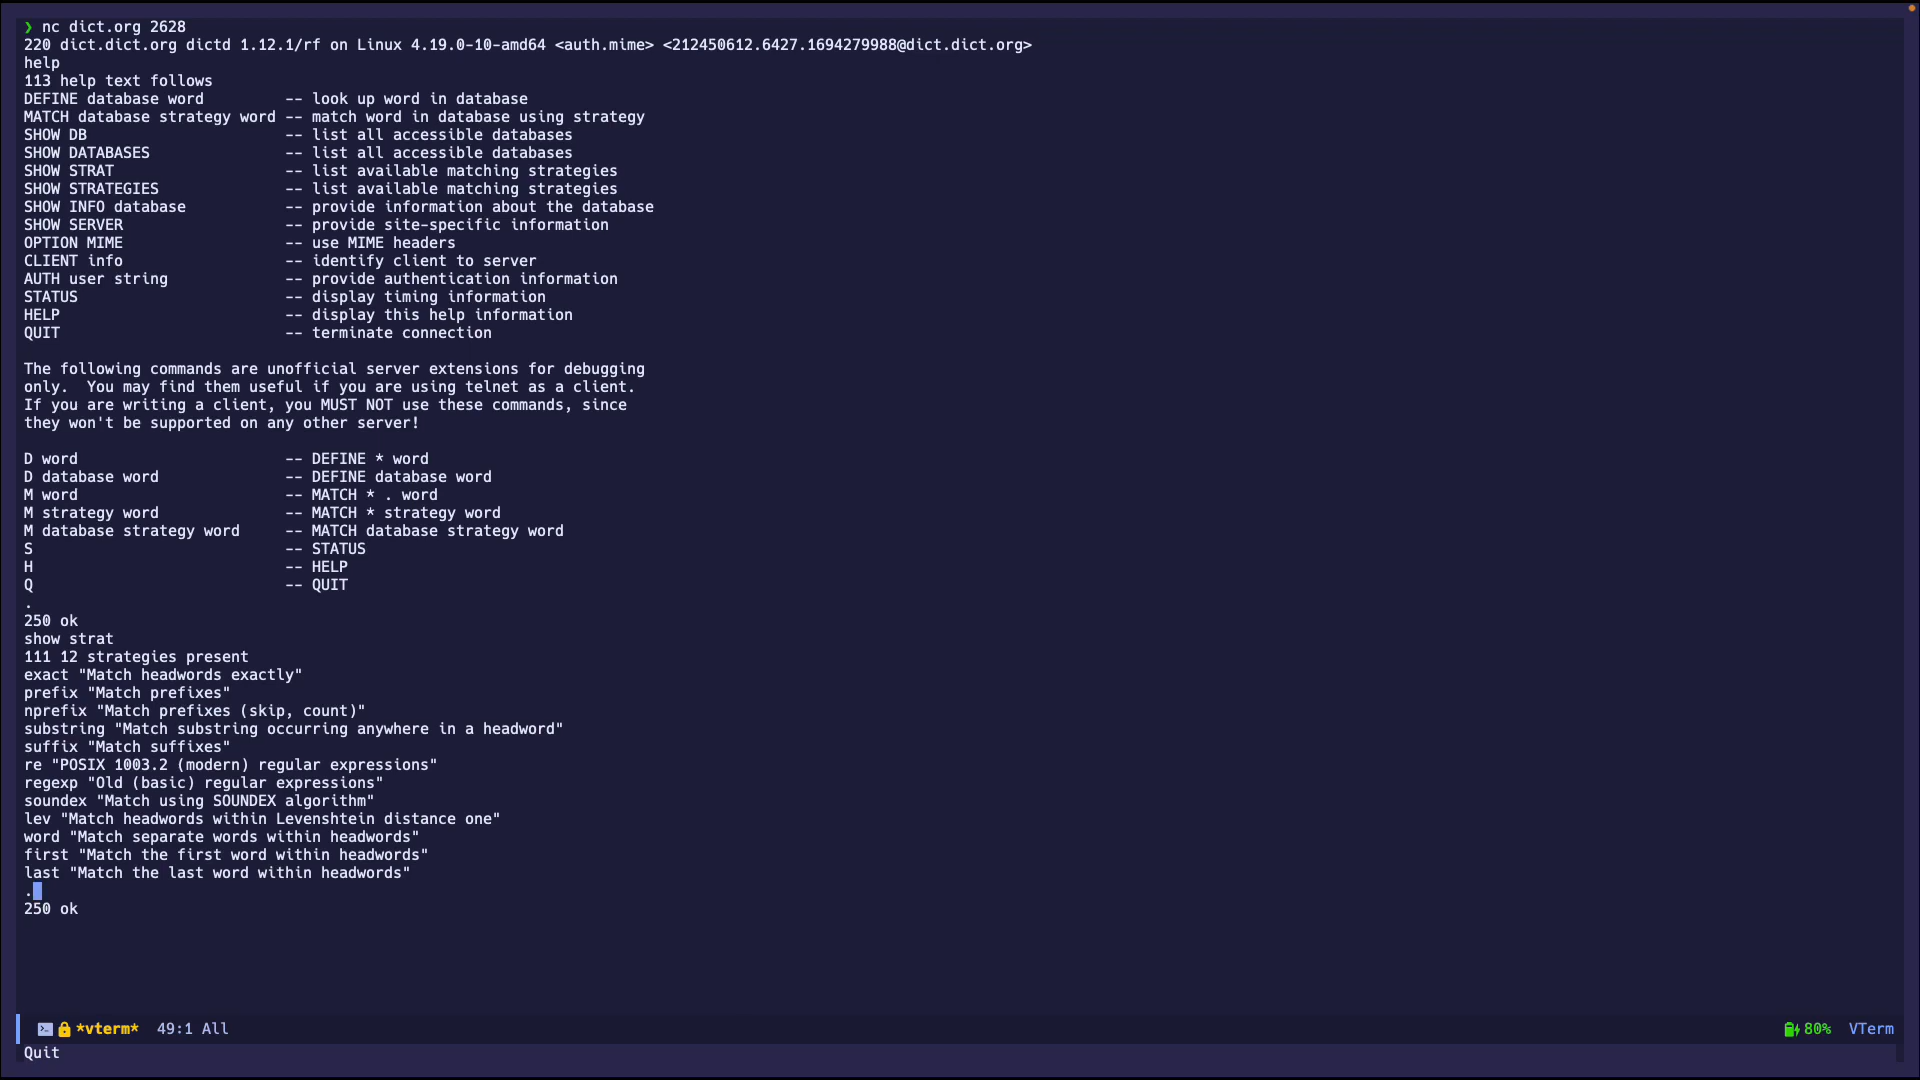 ❯ nc dict.org 2628
220 dict.dict.org dictd 1.12.1/rf on Linux 4.19.0-10-amd64 <auth.mime> <212450612.6427.1694279988@dict.dict.org>
help
113 help text follows
DEFINE database word         -- look up word in database
MATCH database strategy word -- match word in database using strategy
SHOW DB                      -- list all accessible databases
SHOW DATABASES               -- list all accessible databases
SHOW STRAT                   -- list available matching strategies
SHOW STRATEGIES              -- list available matching strategies
SHOW INFO database           -- provide information about the database
SHOW SERVER                  -- provide site-specific information
OPTION MIME                  -- use MIME headers
CLIENT info                  -- identify client to server
AUTH user string             -- provide authentication information
STATUS                       -- display timing information
HELP                         -- display this help information
QUIT                         -- terminate connection

The following commands are unofficial server extensions for debugging
only.  You may find them useful if you are using telnet as a client.
If you are writing a client, you MUST NOT use these commands, since
they won't be supported on any other server!

D word                       -- DEFINE * word
D database word              -- DEFINE database word
M word                       -- MATCH * . word
M strategy word              -- MATCH * strategy word
M database strategy word     -- MATCH database strategy word
S                            -- STATUS
H                            -- HELP
Q                            -- QUIT
.
250 ok
show strat
111 12 strategies present
exact "Match headwords exactly"
prefix "Match prefixes"
nprefix "Match prefixes (skip, count)"
substring "Match substring occurring anywhere in a headword"
suffix "Match suffixes"
re "POSIX 1003.2 (modern) regular expressions"
regexp "Old (basic) regular expressions"
soundex "Match using SOUNDEX algorithm"
lev "Match headwords within Levenshtein distance one"
word "Match separate words within headwords"
first "Match the first word within headwords"
last "Match the last word within headwords"
.
250 ok
*vterm*  49:1 All 80% VTerm
Quit